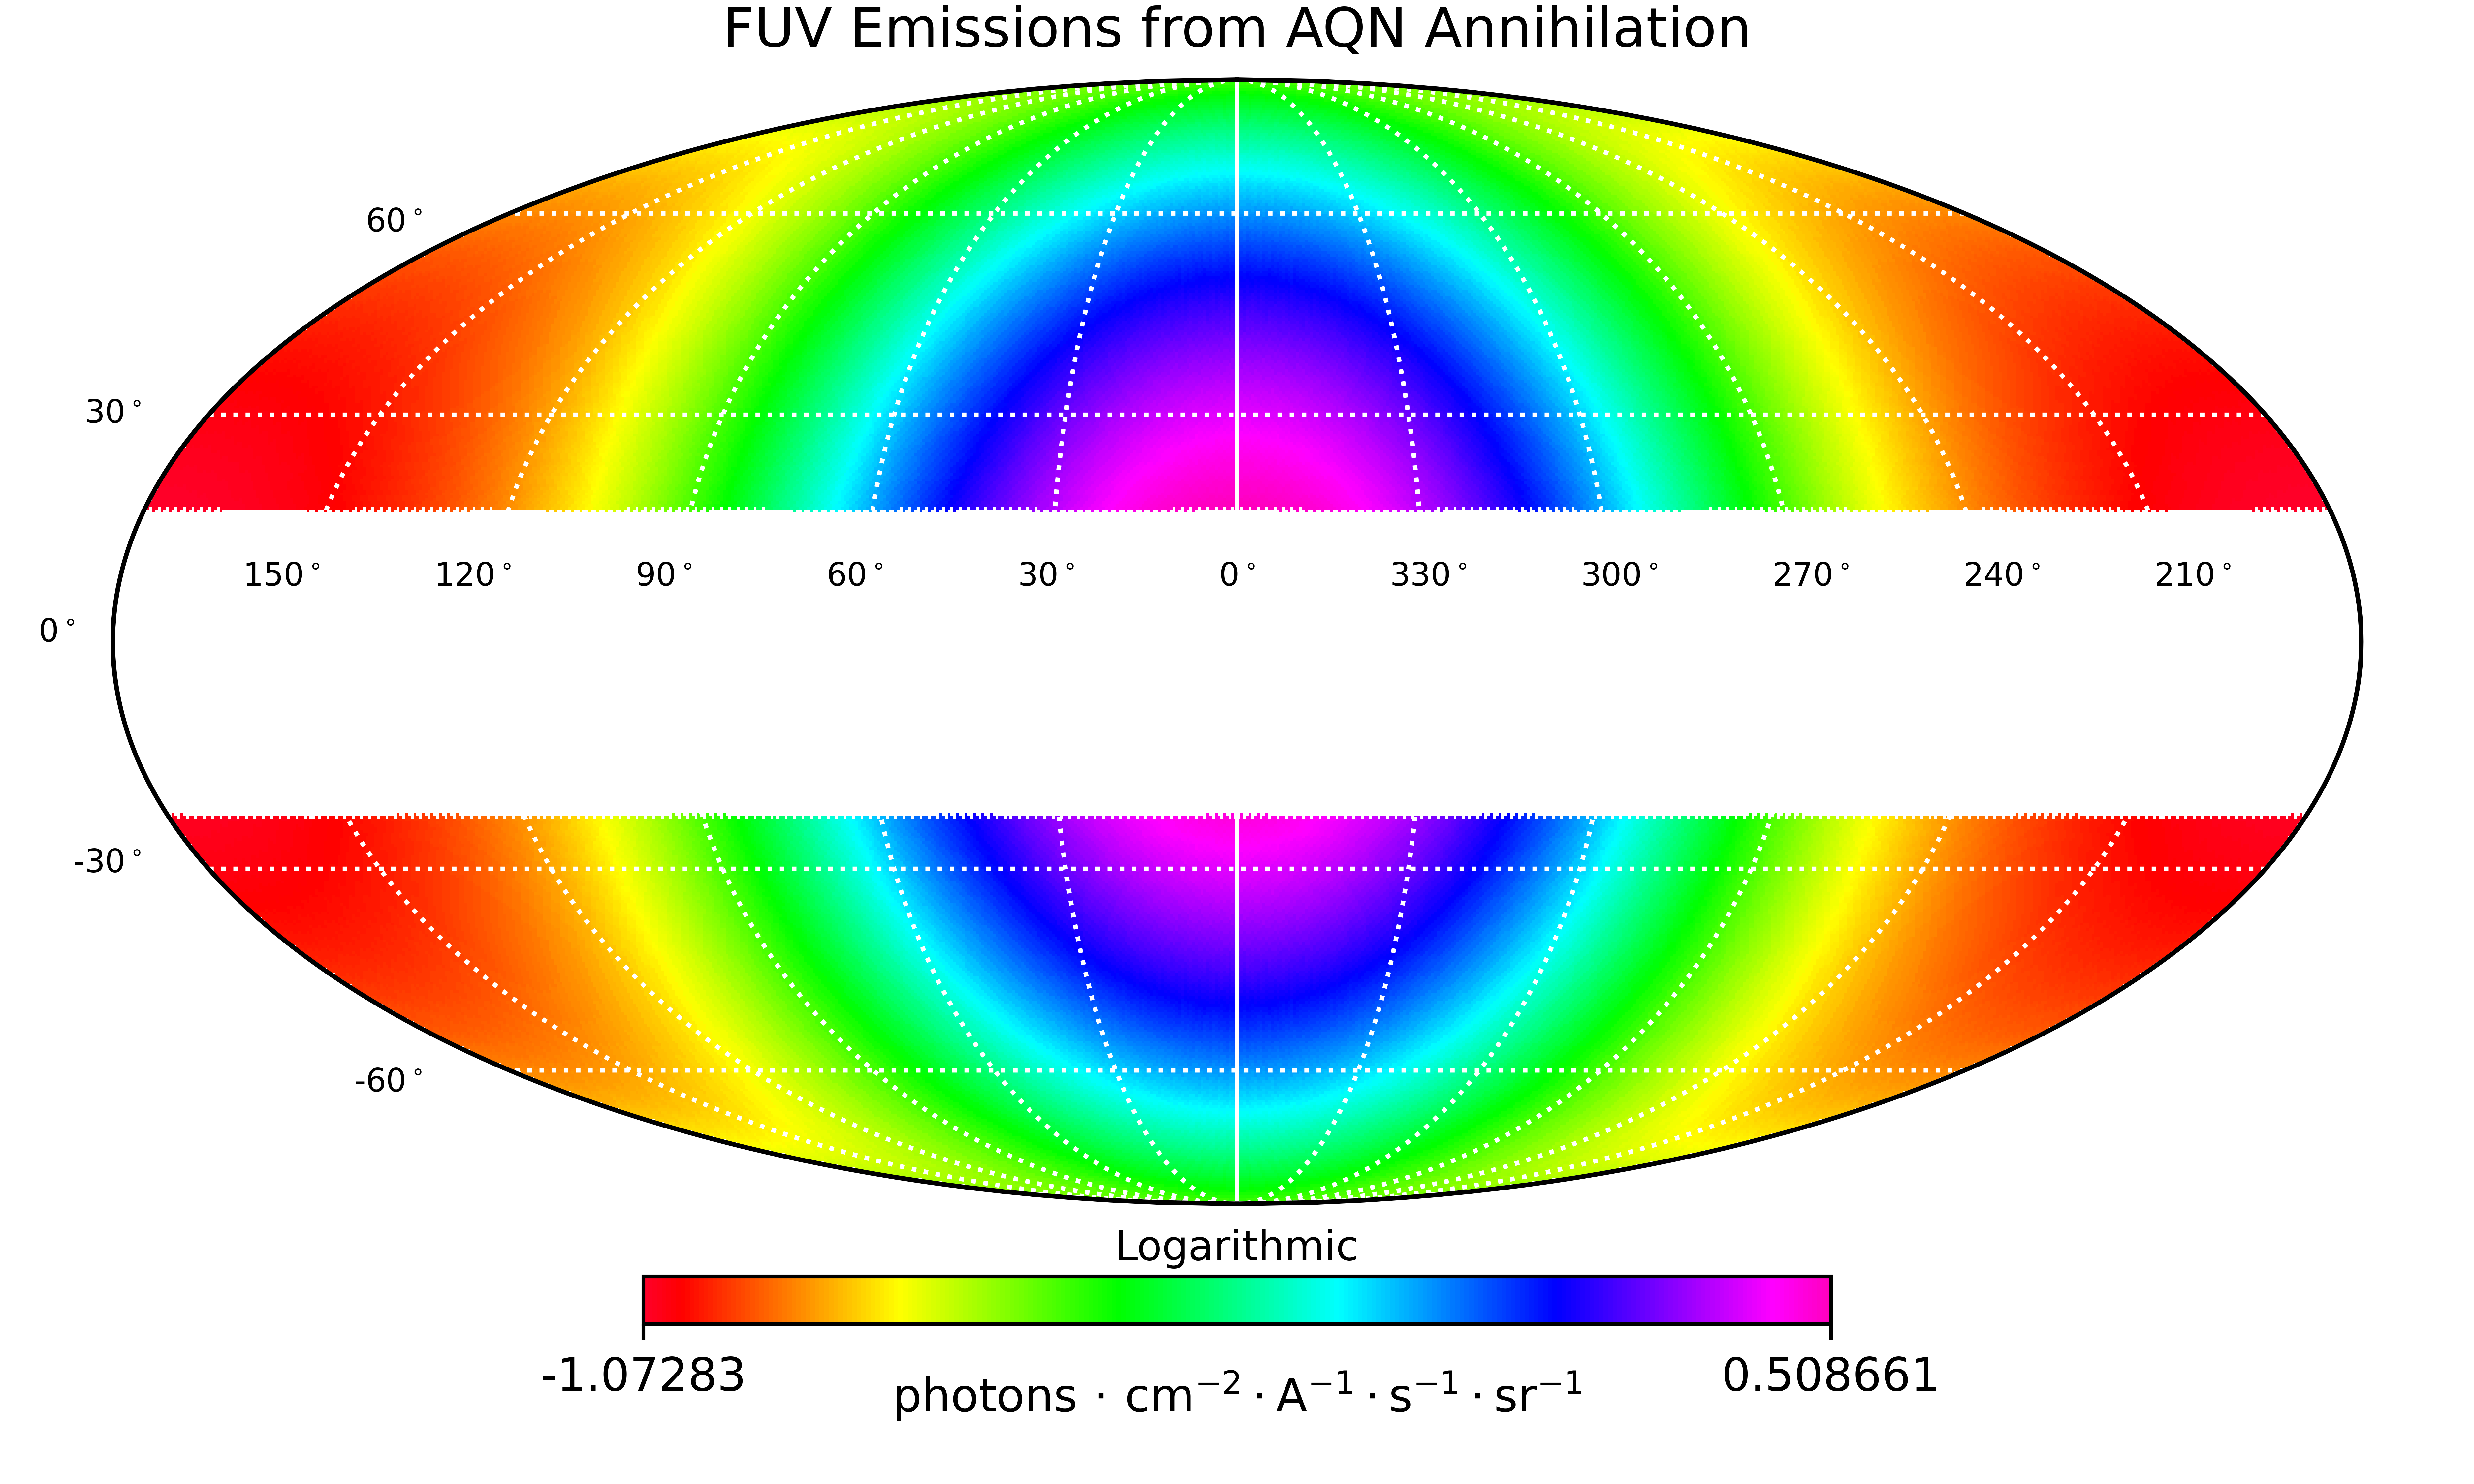 FUV Emissions from AQN Annihilation
60°
30°
150° 120° 90° 60° 30° 0° 330° 300° 270° 240° 210°
0°
-30°
-60°
Logarithmic
-1.07283 0.508661
photons · cm⁻² · A⁻¹ · s⁻¹ · sr⁻¹